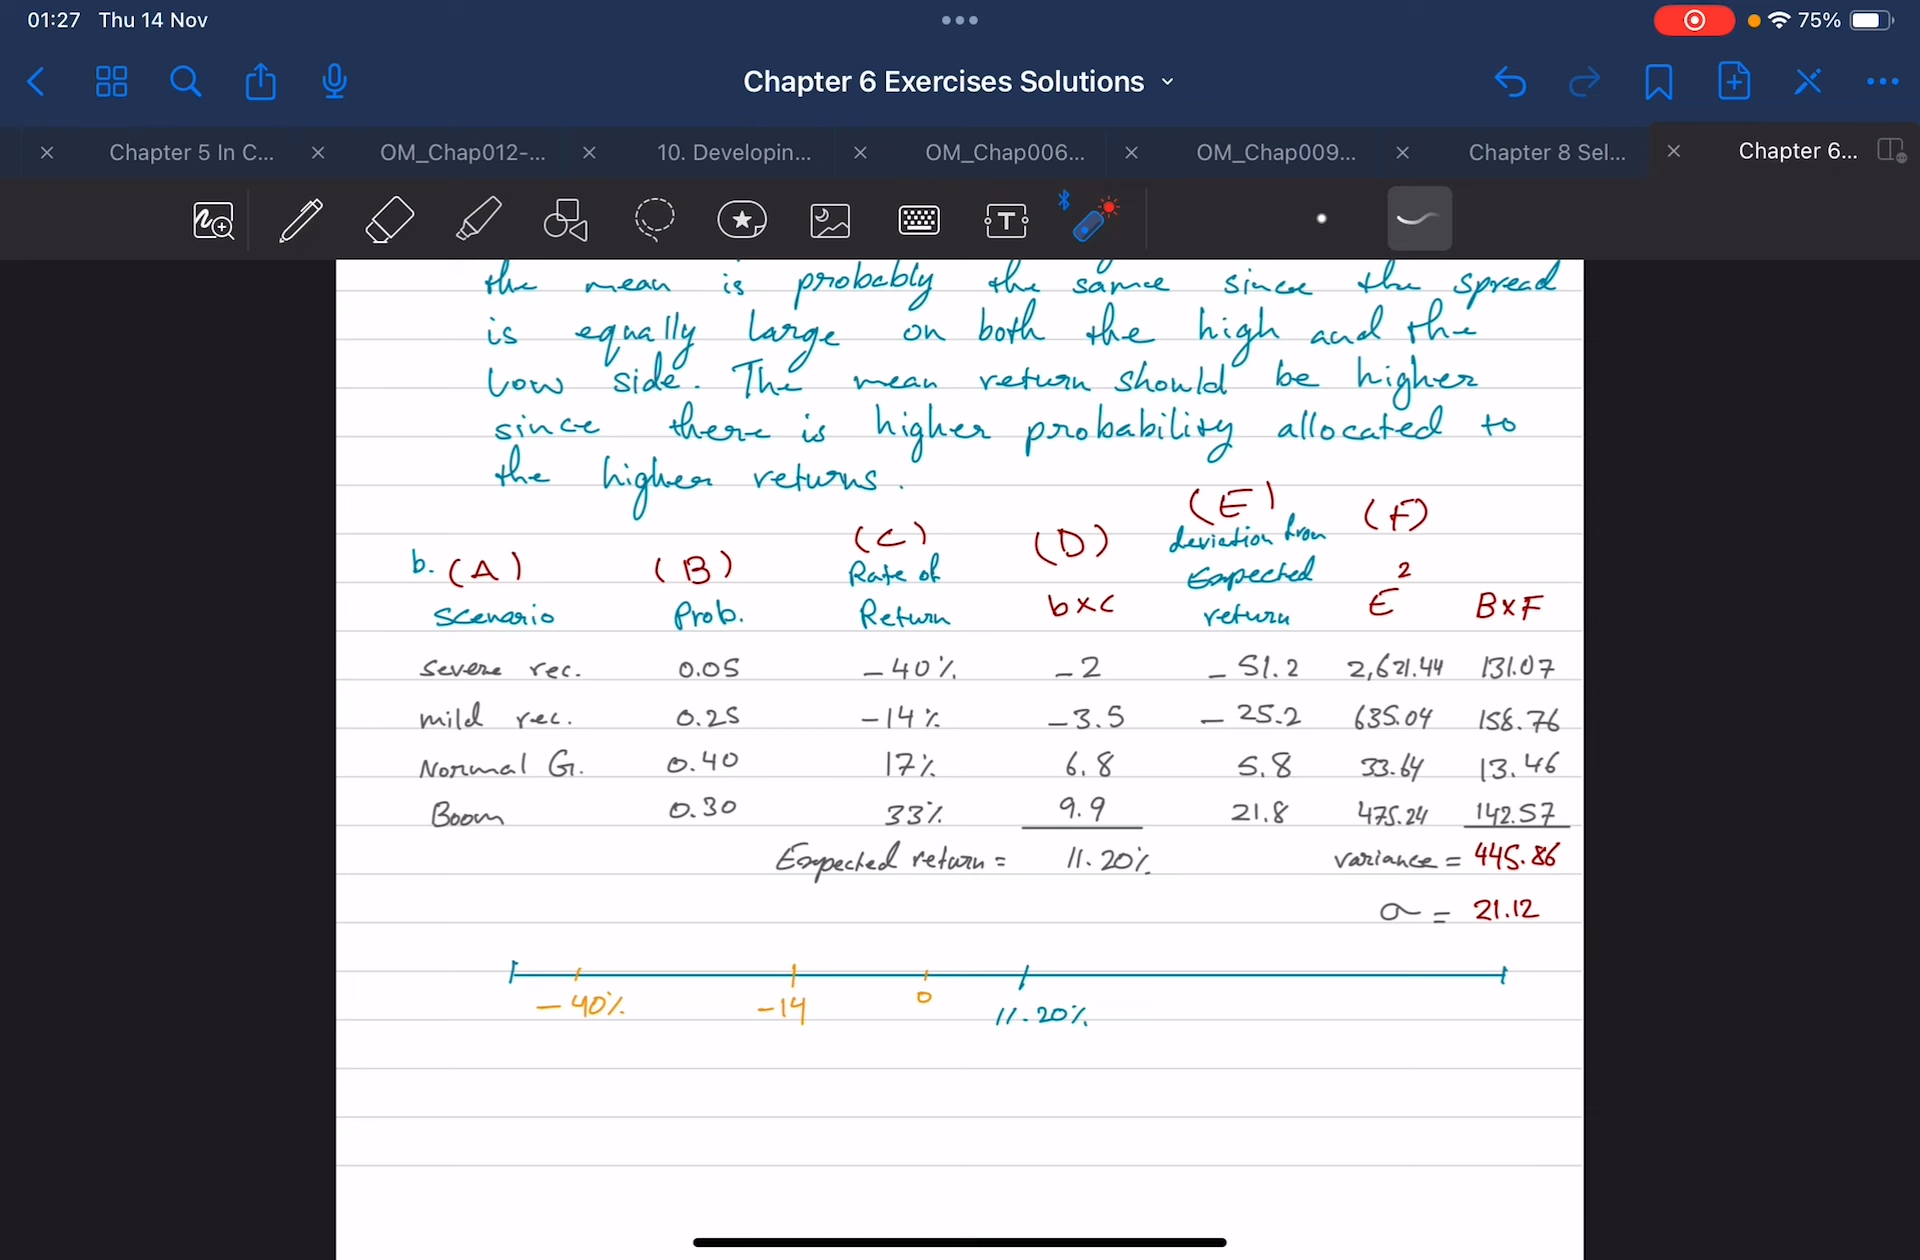 01:27 Thu 14 Nov
75%
Chapter 6 Exercises Solutions
Chapter 5 In C...
OM_Chap012-...
10. Developin...
OM_Chap006...
OM_Chap009...
Chapter 8 Sel...
Chapter 6...
the mean is probably the same since the spread
is equally large on both the high and the
low side. The mean return should be higher
since there is higher probability allocated to
the higher returns.
b. (A) (B) (C) (D) (E) (F)
Scenario Prob. Rate of Return b×c deviation from Expected return E² B×F
Severe rec. 0.05 -40% -2 -51.2 2,621.44 131.07
mild rec. 0.25 -14% -3.5 -25.2 635.04 158.76
Normal G. 0.40 17% 6.8 5.8 33.64 13.46
Boom 0.30 33% 9.9 21.8 475.24 142.57
Expected return = 11.20% variance = 445.86
σ = 21.12
-40% -14 0 11.20%